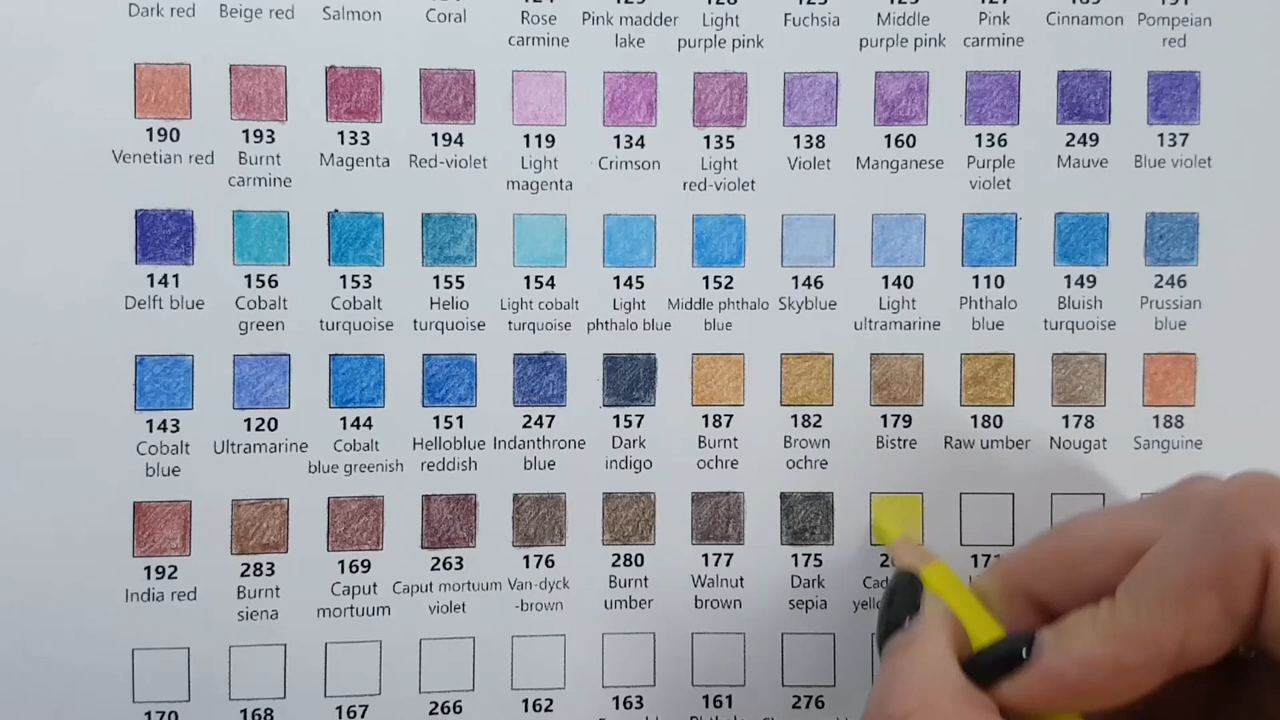 Dark red Beige red Salmon Coral Rose carmine Pink madder lake Light purple pink Fuchsia Middle purple pink Pink carmine Cinnamon Pompeian red
190 193 133 194 119 134 135 138 160 136 249 137
Venetian red Burnt carmine Magenta Red-violet Light magenta Crimson Light red-violet Violet Manganese Purple violet Mauve Blue violet
141 156 153 155 154 145 152 146 140 110 149 246
Delft blue Cobalt green Cobalt turquoise Helio turquoise Light cobalt turquoise Light phthalo blue Middle phthalo blue Skyblue Light ultramarine Phthalo blue Bluish turquoise Prussian blue
143 120 144 151 247 157 187 182 179 180 178 188
Cobalt blue Ultramarine Cobalt blue greenish Helloblue reddish Indanthrone blue Dark indigo Burnt ochre Brown ochre Bistre Raw umber Nougat Sanguine
192 283 169 263 176 280 177 175
India red Burnt siena Caput mortuum Caput mortuum violet Van-dyck -brown Burnt umber Walnut brown Dark sepia
170 168 167 266 162 163 161 276